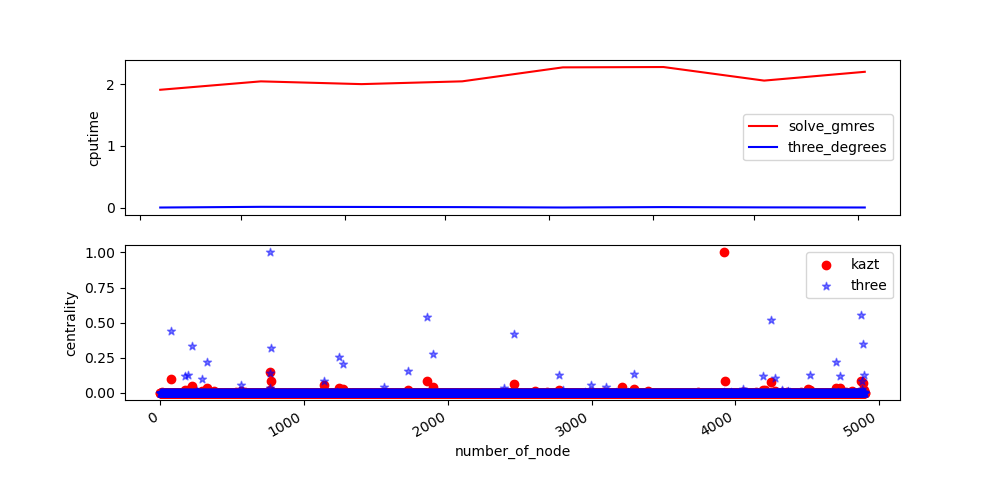 2
1
0
cputime
solve_gmres
three_degrees
1.00
0.75
0.50
0.25
0.00
centrality
kazt
three
0 1000 2000 3000 4000 5000
number_of_node